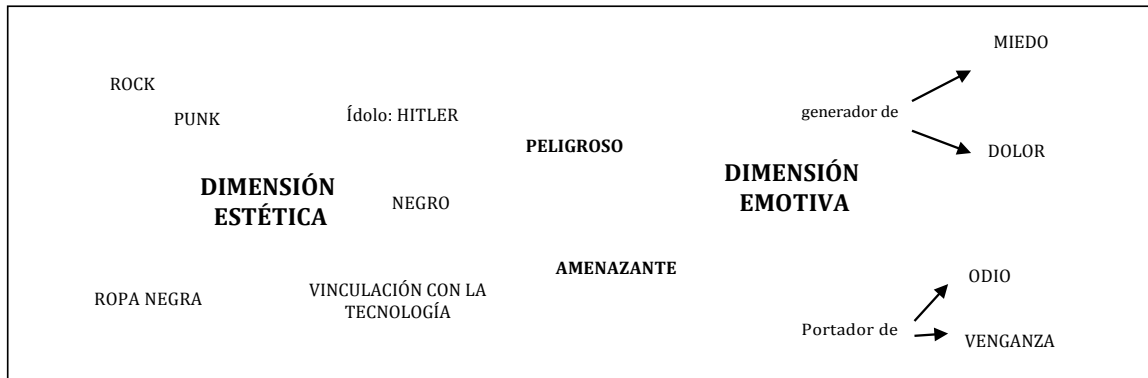 MIEDO
ROCK
PUNK
Ídolo: HITLER
generador de
PELIGROSO
DOLOR
DIMENSIÓN
ESTÉTICA
NEGRO
DIMENSIÓN
EMOTIVA
AMENAZANTE
ODIO
ROPA NEGRA
VINCULACIÓN CON LA
TECNOLOGÍA
Portador de
VENGANZA